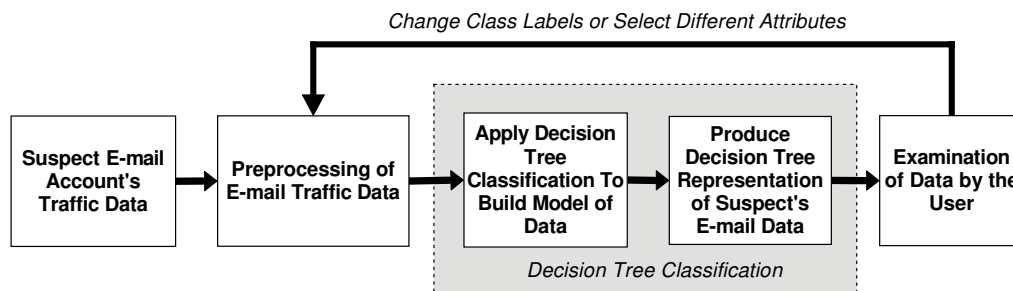 Change Class Labels or Select Different Attributes
Suspect E-mail
Account's
Traffic Data
Preprocessing of
E-mail Traffic Data
Apply Decision
Tree
Classification To
Build Model of
Data
Produce
Decision Tree
Representation
of Suspect's
E-mail Data
Examination
of Data by the
User
Decision Tree Classification